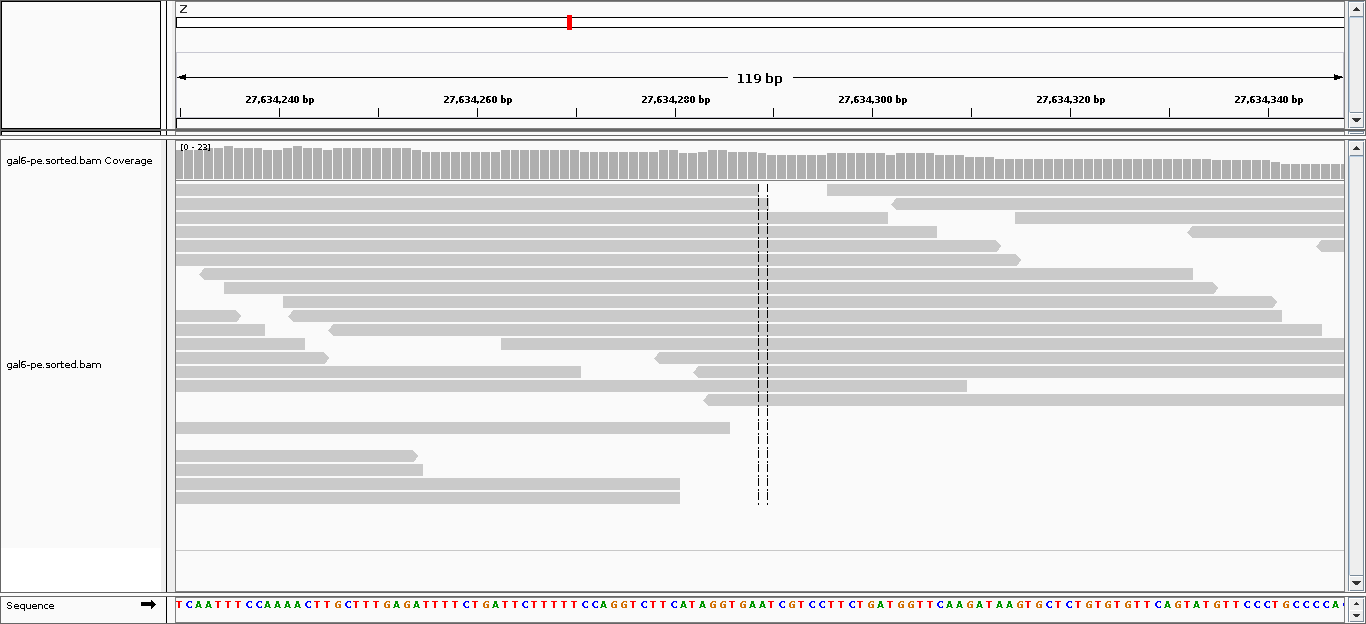 Z
119 bp
27,634,240 bp 27,634,260 bp 27,634,280 bp 27,634,300 bp 27,634,320 bp 27,634,340 bp
[0 - 23]
gal6-pe.sorted.bam Coverage
gal6-pe.sorted.bam
Sequence
TCAATTTCCAAAACTTGCTTTGAGATTTTCTGATTCTTTTTCCAGGTCTTCATAGGTGAATCGTCCTTCTGATGGTTCAAGATAAGTGCTCTGTGTGTTCAGTATGTTCCCTGCCCCA